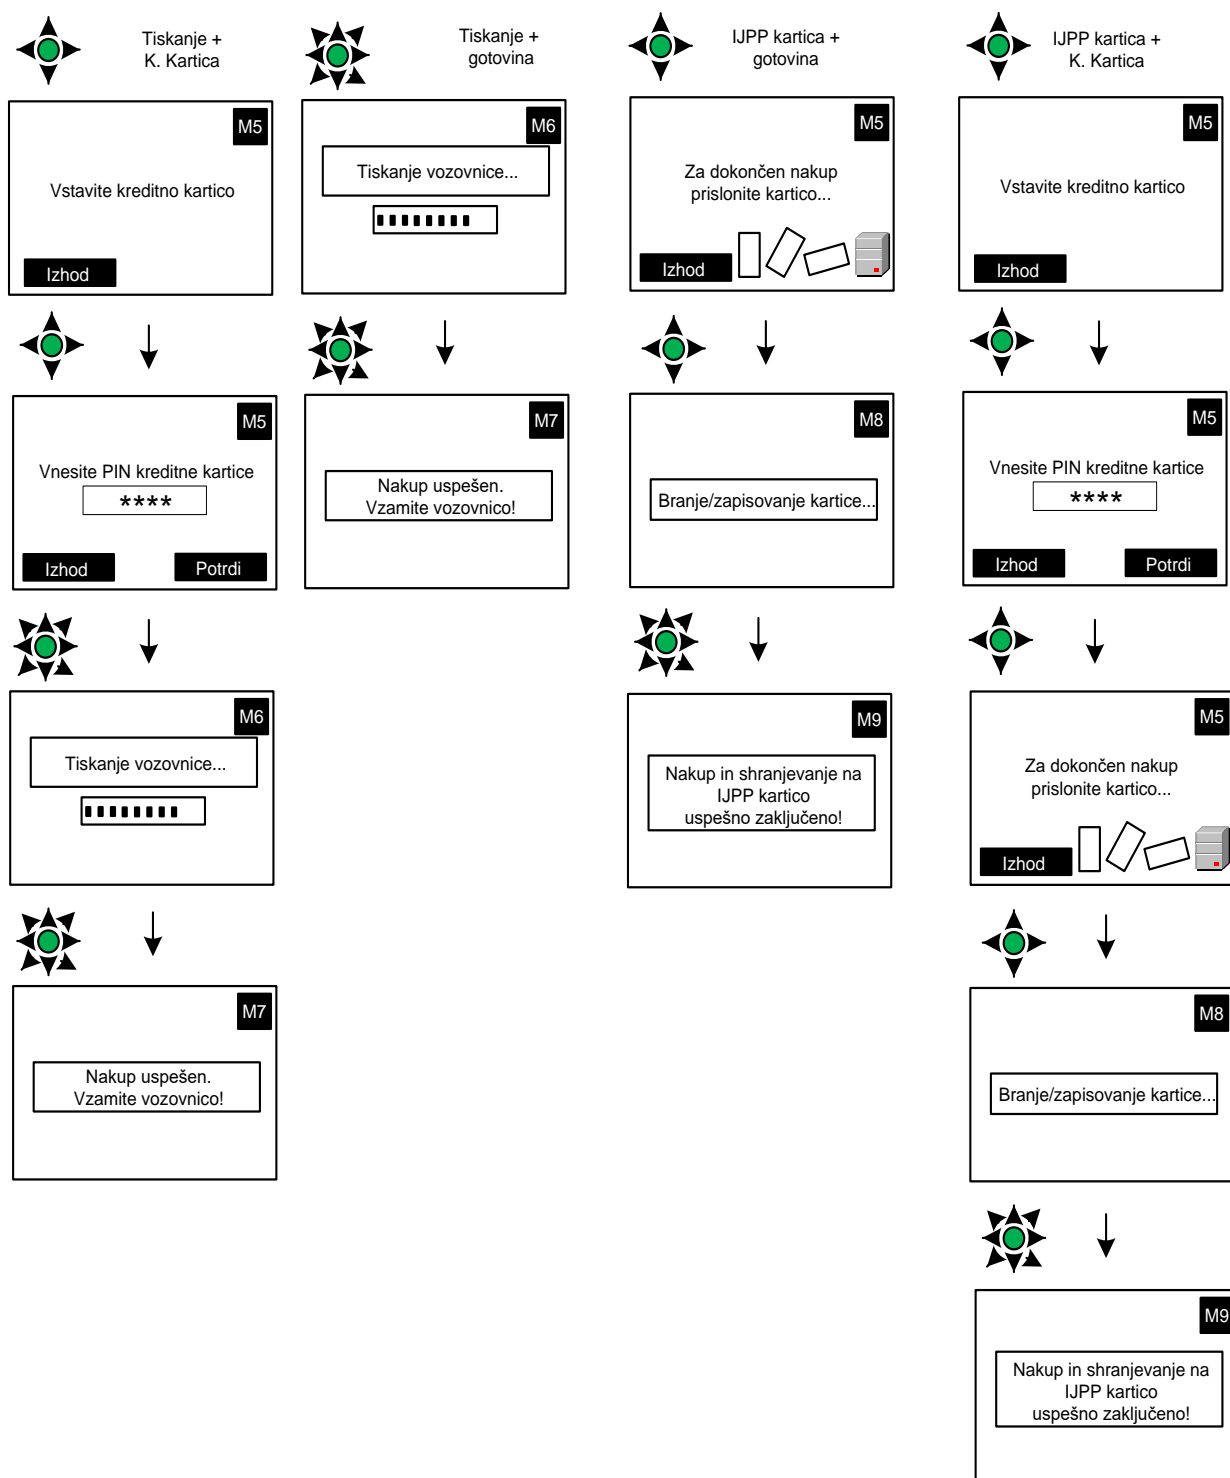 Tiskanje +
K. Kartica
M5
Vstavite kreditno kartico
Izhod
M5
Vnesite PIN kreditne kartice
****
Izhod
Potrdi
M6
Tiskanje vozovnice...
M7
Nakup uspešen.
Vzamite vozovnico!
Tiskanje +
gotovina
M6
Tiskanje vozovnice...
M7
Nakup uspešen.
Vzamite vozovnico!
IJPP kartica +
gotovina
M5
Za dokončen nakup
prislonite kartico...
Izhod
M8
Branje/zapisovanje kartice...
M9
Nakup in shranjevanje na
IJPP kartico
uspešno zaključeno!
IJPP kartica +
K. Kartica
M5
Vstavite kreditno kartico
Izhod
M5
Vnesite PIN kreditne kartice
****
Izhod
Potrdi
M5
Za dokončen nakup
prislonite kartico...
Izhod
M8
Branje/zapisovanje kartice...
M9
Nakup in shranjevanje na
IJPP kartico
uspešno zaključeno!